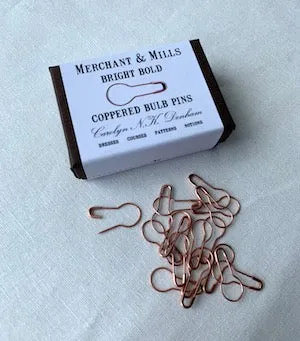 MERCHANT & MILLS
BRIGHT BOLD
COPPERED BULB PINS
Carolyn N.K. Denham
DRESSES COURSES PATTERNS NOTIONS